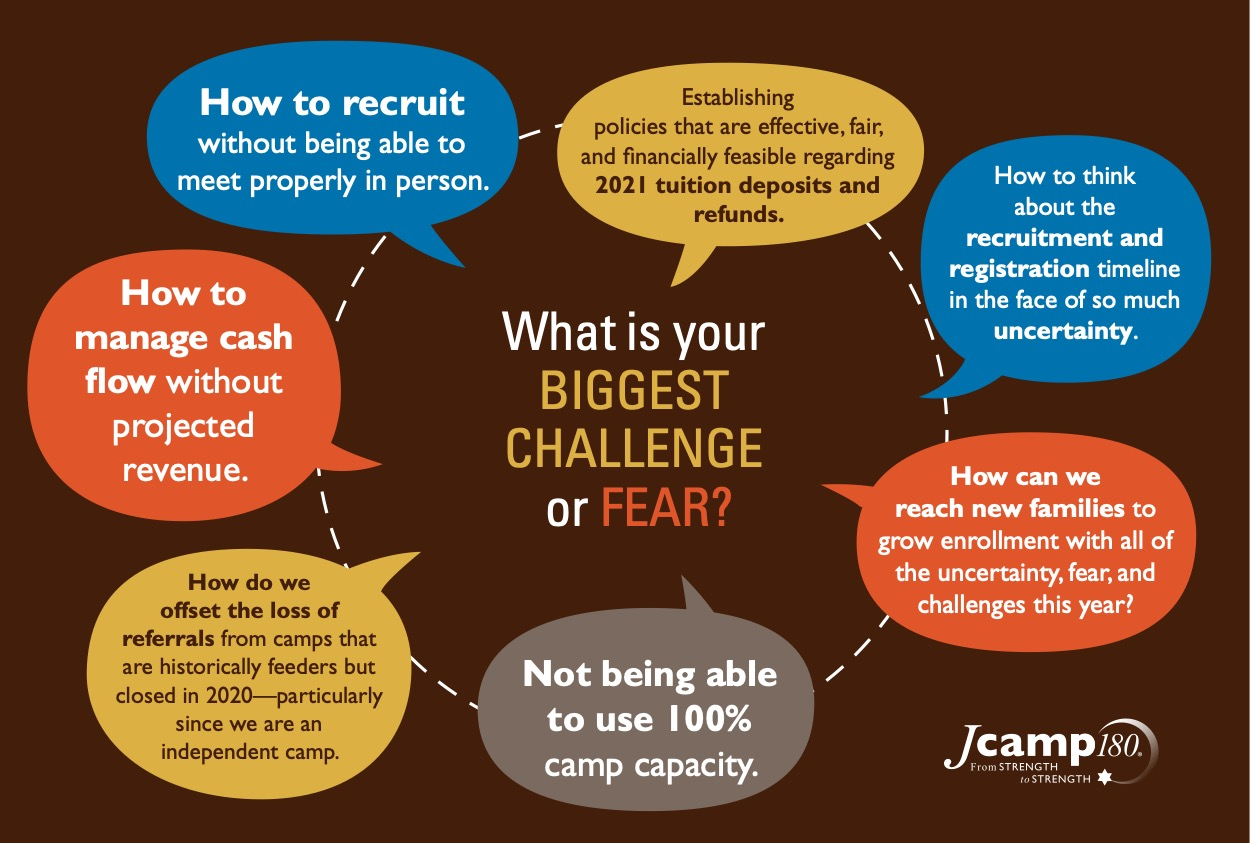 How to recruit
without being able to
meet properly in person.
Establishing
policies that are effective, fair,
and financially feasible regarding
2021 tuition deposits and
refunds.
How to think
about the
recruitment and
registration timeline
in the face of so much
uncertainty.
How to
manage cash
flow without
projected
revenue.
What is your
BIGGEST
CHALLENGE
or FEAR?
How can we
reach new families to
grow enrollment with all of
the uncertainty, fear, and
challenges this year?
How do we
offset the loss of
referrals from camps that
are historically feeders but
closed in 2020—particularly
since we are an
independent camp.
Not being able
to use 100%
camp capacity.
Jcamp180®
From STRENGTH
to STRENGTH